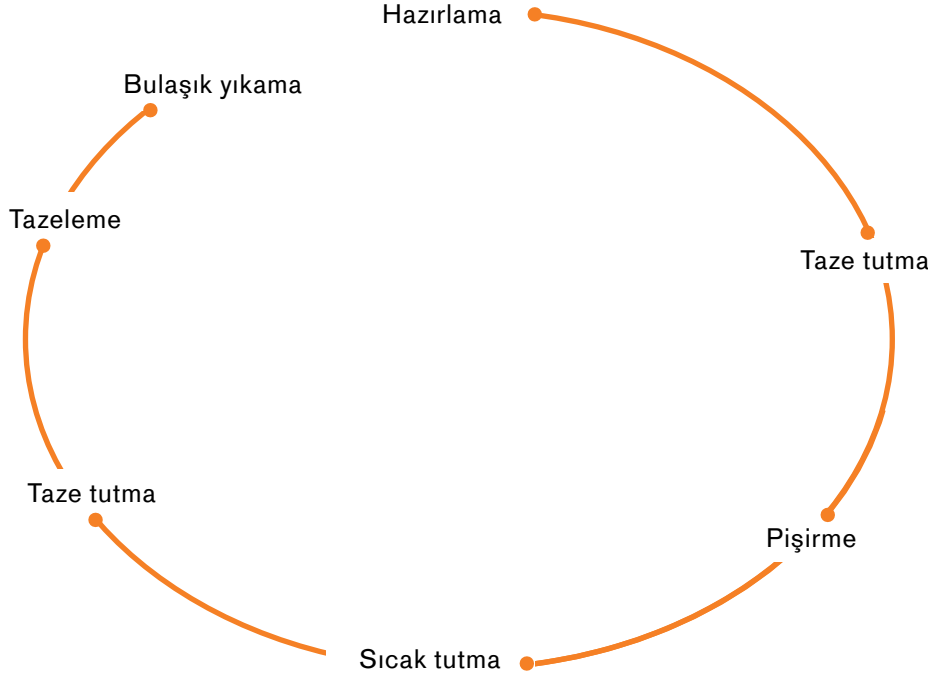 Hazırlama
Taze tutma
Pişirme
Sıcak tutma
Taze tutma
Tazeleme
Bulaşık yıkama